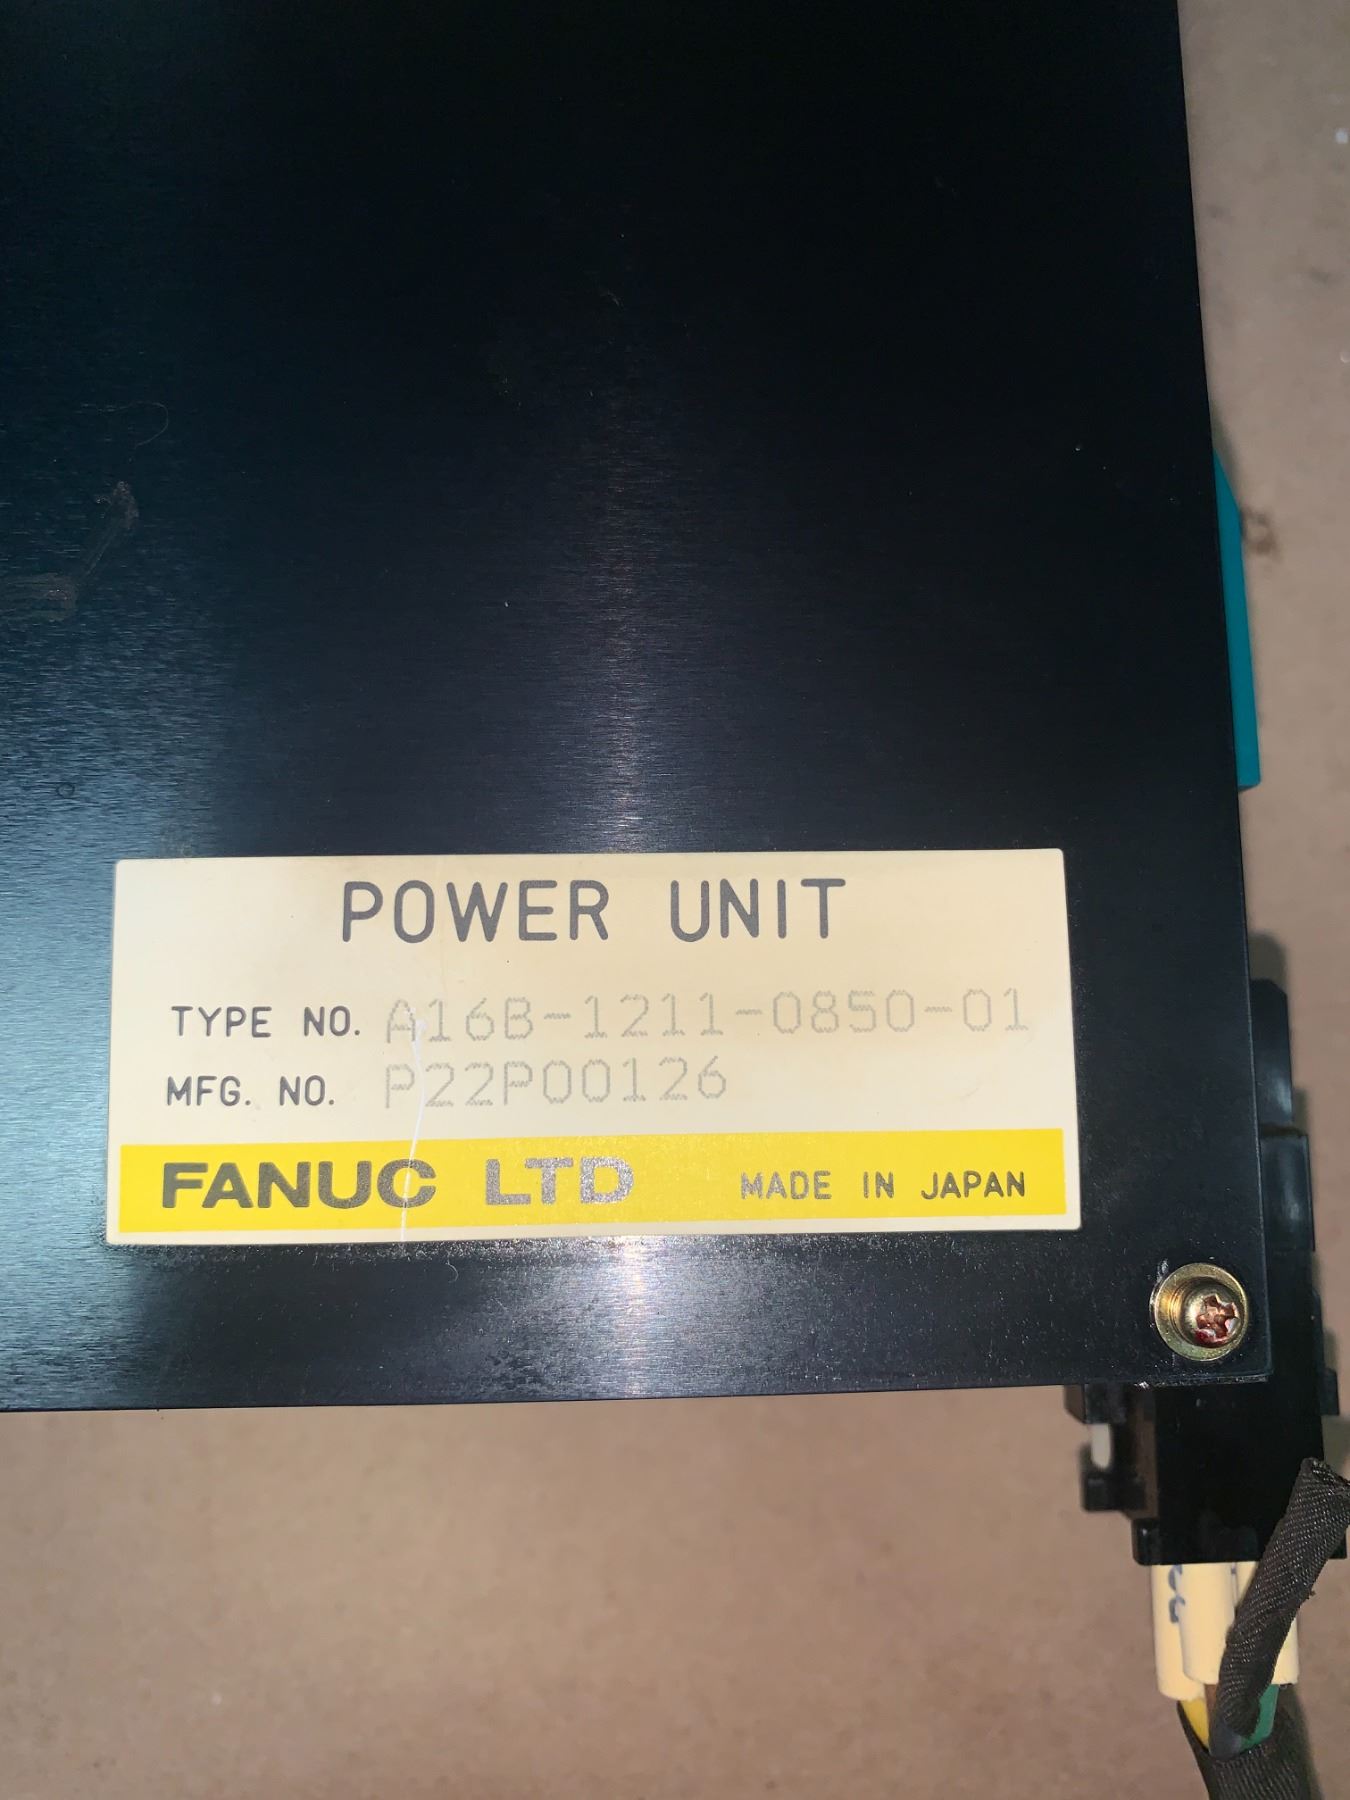 POWER UNIT
TYPE NO. A16B-1211-0850-01
MFG. NO. P22P00126
FANUC LTD MADE IN JAPAN